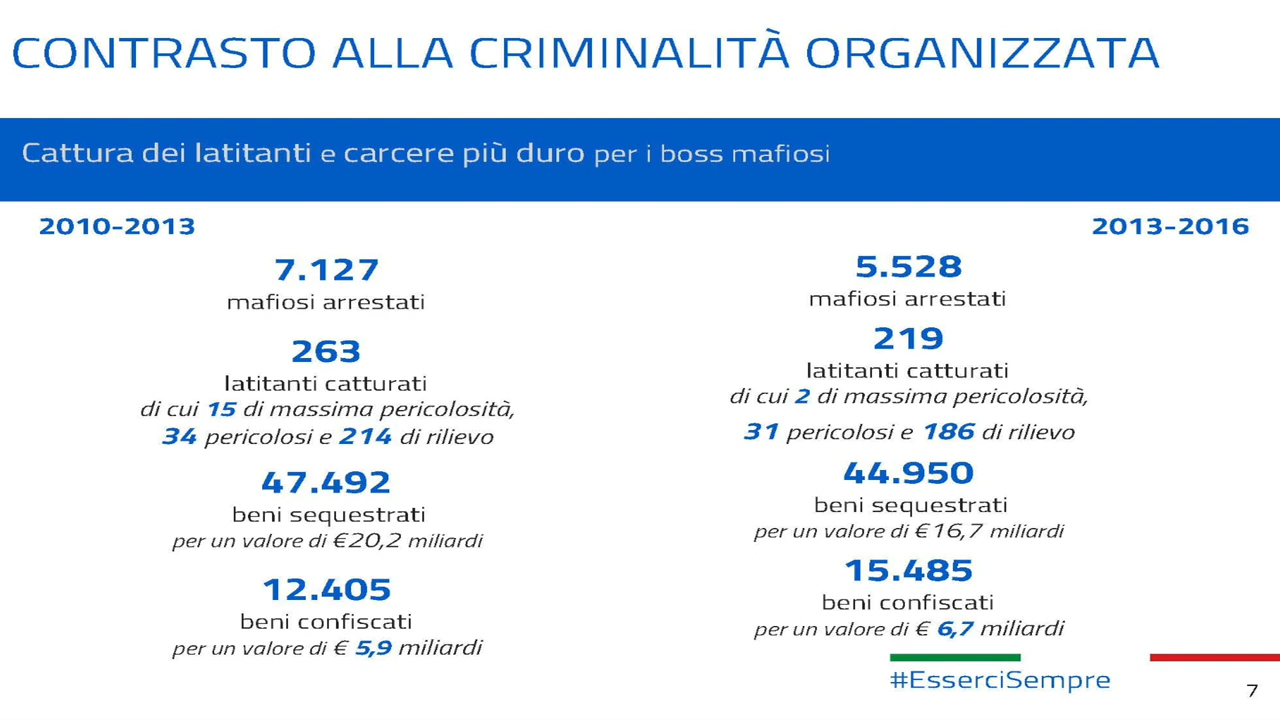 CONTRASTO ALLA CRIMINALITÀ ORGANIZZATA
Cattura dei latitanti e carcere più duro per i boss mafiosi
2010-2013
7.127
mafiosi arrestati
263
latitanti catturati
di cui 15 di massima pericolosità,
34 pericolosi e 214 di rilievo
47.492
beni sequestrati
per un valore di €20,2 miliardi
12.405
beni confiscati
per un valore di € 5,9 miliardi
2013-2016
5.528
mafiosi arrestati
219
latitanti catturati
di cui 2 di massima pericolosità,
31 pericolosi e 186 di rilievo
44.950
beni sequestrati
per un valore di €16,7 miliardi
15.485
beni confiscati
per un valore di € 6,7 miliardi
#EsserciSempre
7